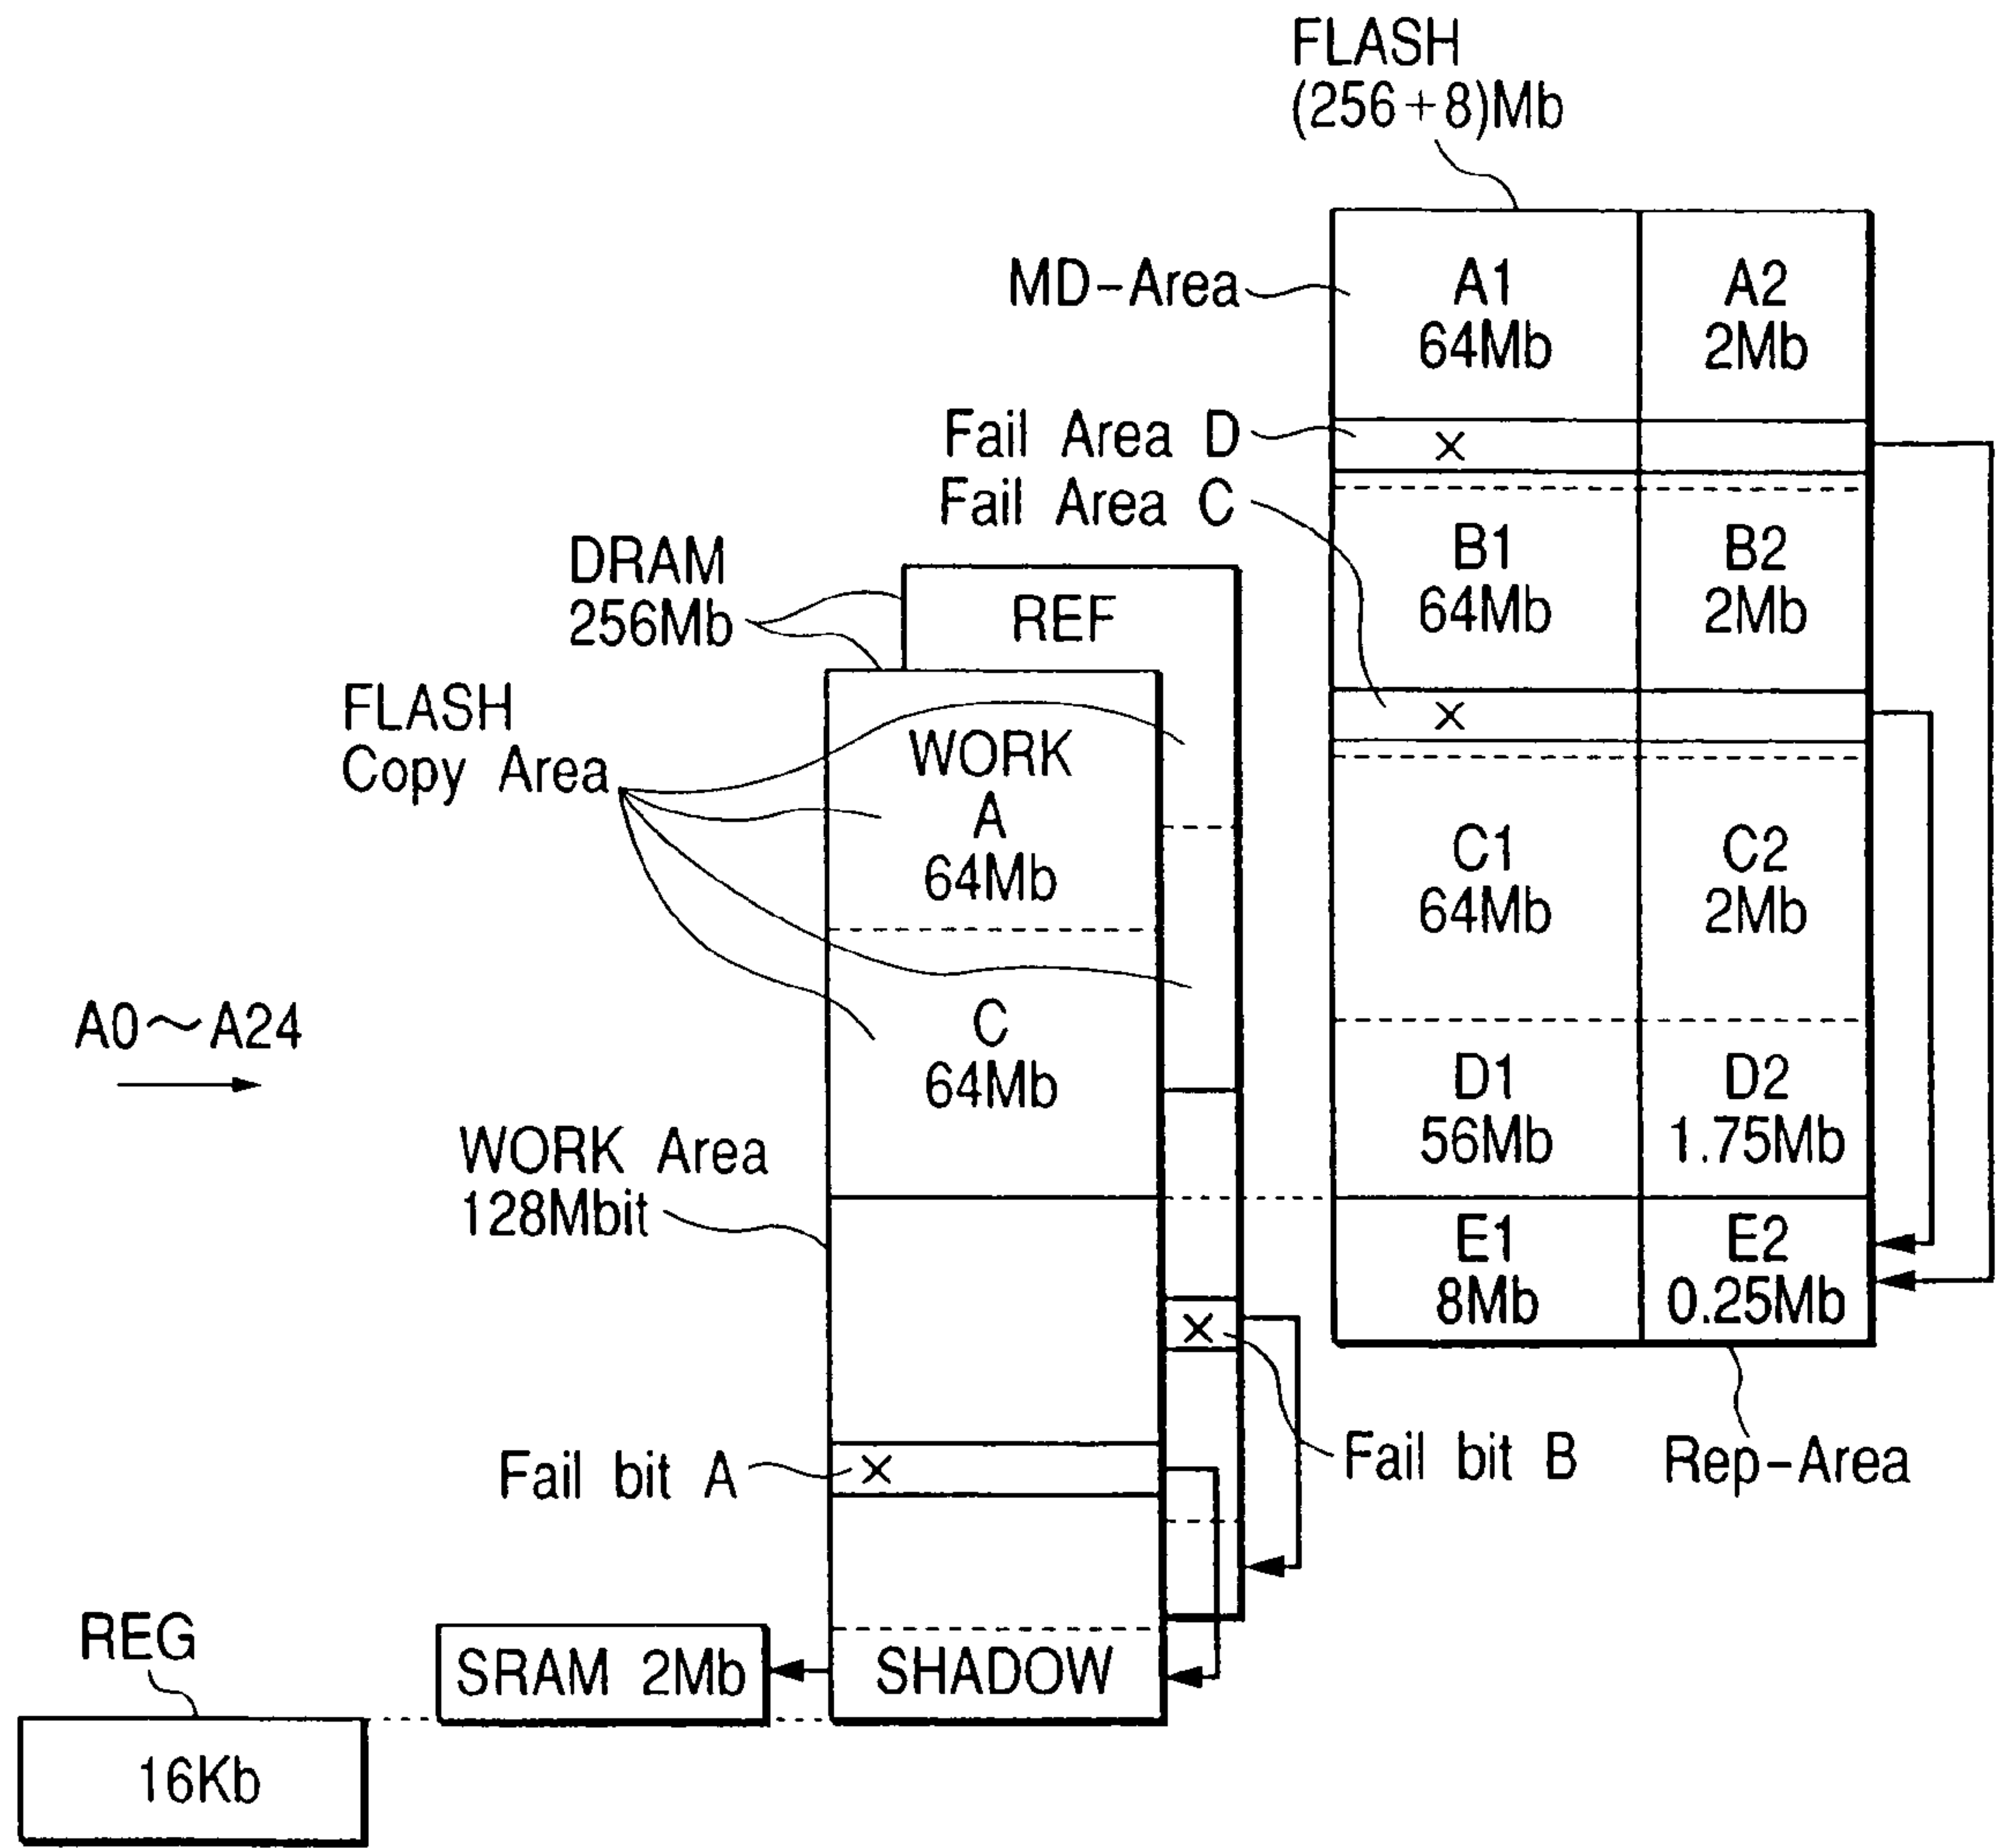 FLASH
(256+8)Mb
MD-Area
A1
64Mb
A2
2Mb
Fail Area D
×
Fail Area C
B1
64Mb
B2
2Mb
×
DRAM
256Mb
REF
FLASH
Copy Area
WORK
A
64Mb
C1
64Mb
C2
2Mb
A0~A24
C
64Mb
D1
56Mb
D2
1.75Mb
WORK Area
128Mbit
E1
8Mb
E2
0.25Mb
×
Fail bit B
Rep-Area
Fail bit A
×
REG
SRAM 2Mb
SHADOW
16Kb